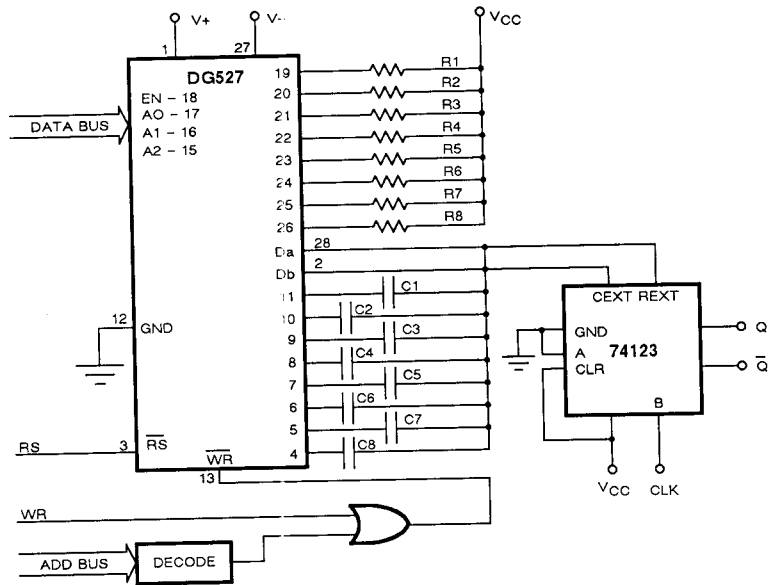 V+
V-
VCC
1
27
DG527
EN - 18
AO - 17
A1 - 16
A2 - 15
DATA BUS
19 R1
20 R2
21 R3
22 R4
23 R5
24 R6
25 R7
26 R8
Da 28
Db 2
11 C1
10 C2
9 C3
8 C4
7 C5
6 C6
5 C7
4 C8
12 GND
RS 3 R̅S̅
W̅R̅
13
CEXT REXT
GND
A
CLR
74123
B
Q
Q̅
VCC
CLK
WR
ADD BUS
DECODE